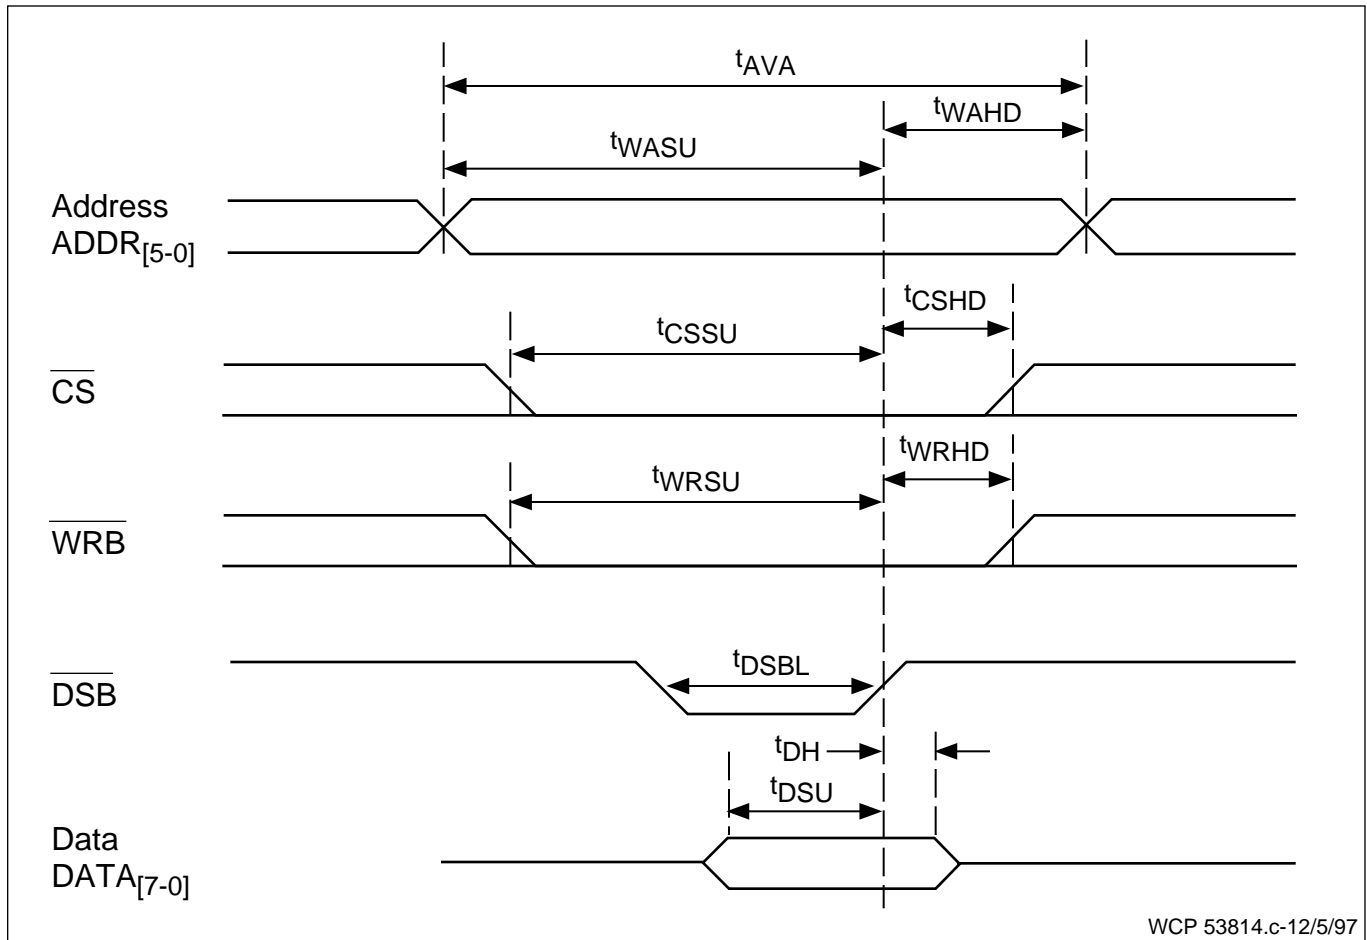 tAVA
tWAHD
tWASU
Address
ADDR[5-0]
tCSHD
tCSSU
CS
tWRHD
tWRSU
WRB
tDSBL
DSB
tDH
tDSU
Data
DATA[7-0]
WCP 53814.c-12/5/97